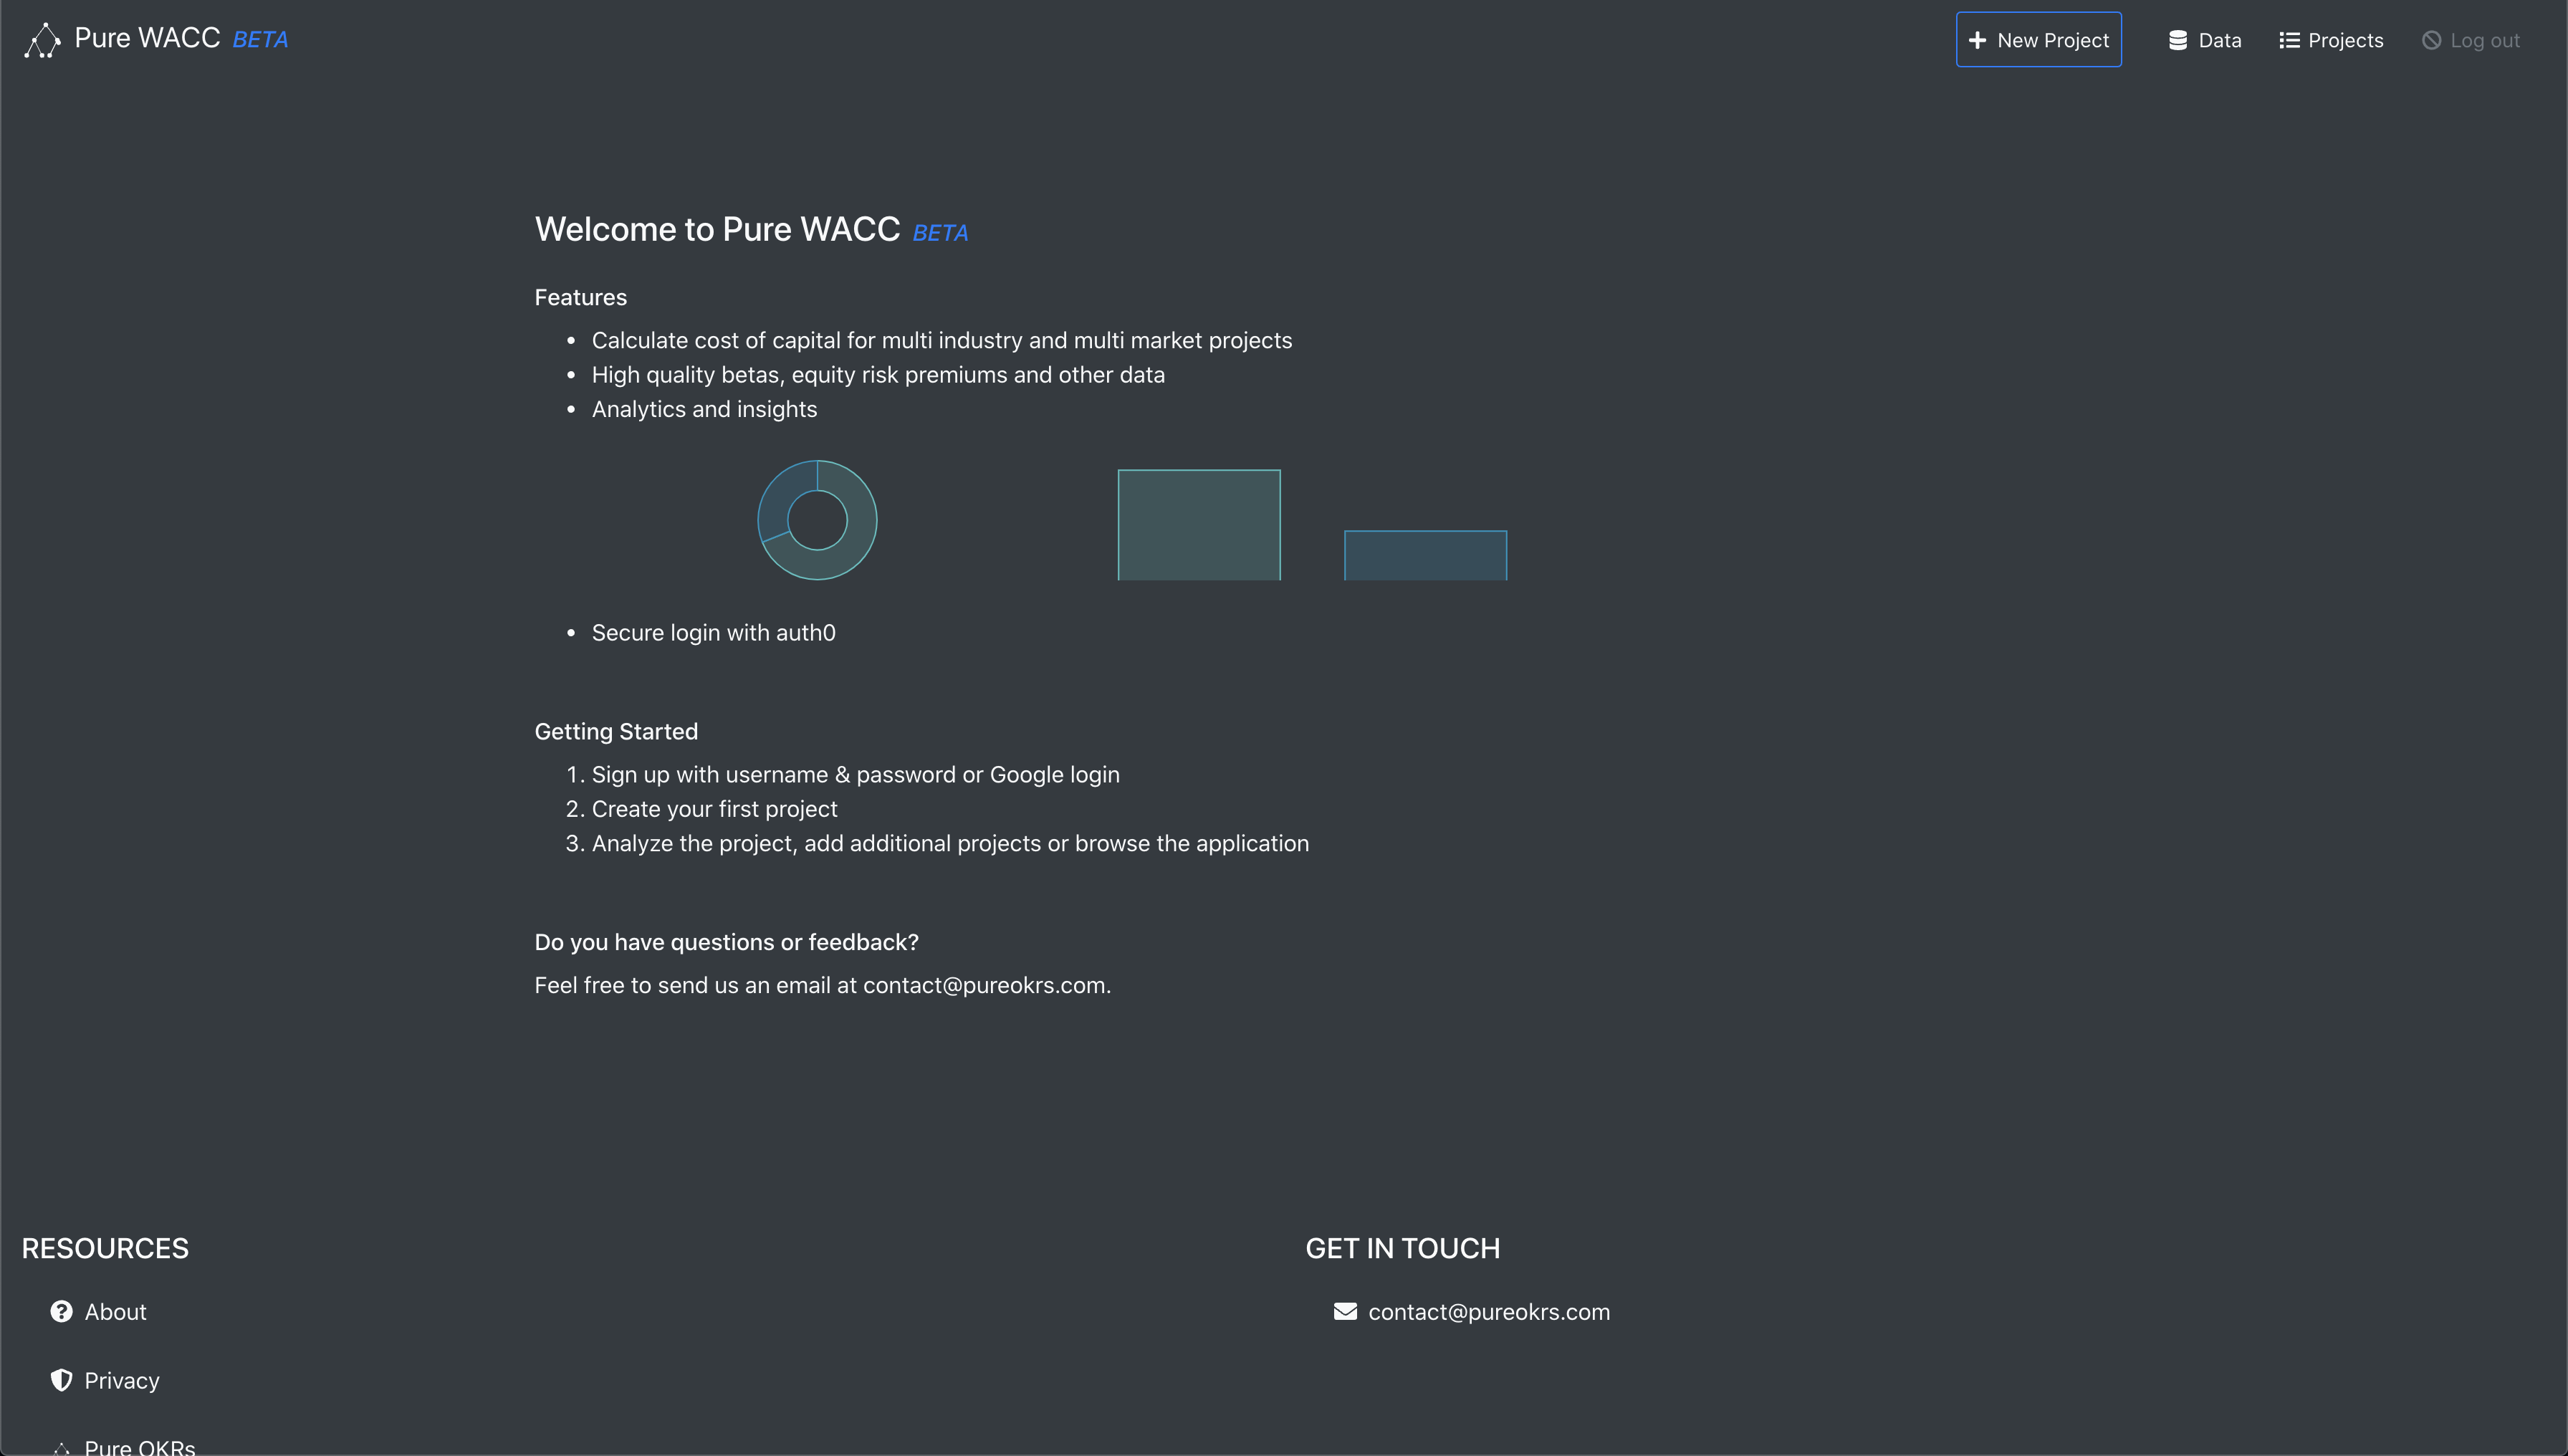 Pure WACC BETA
New Project
Data
Projects
Log out
Welcome to Pure WACC BETA
Features
• Calculate cost of capital for multi industry and multi market projects
• High quality betas, equity risk premiums and other data
• Analytics and insights
• Secure login with auth0
Getting Started
1. Sign up with username & password or Google login
2. Create your first project
3. Analyze the project, add additional projects or browse the application
Do you have questions or feedback?
Feel free to send us an email at contact@pureokrs.com.
RESOURCES
About
Privacy
Pure OKRs
GET IN TOUCH
contact@pureokrs.com